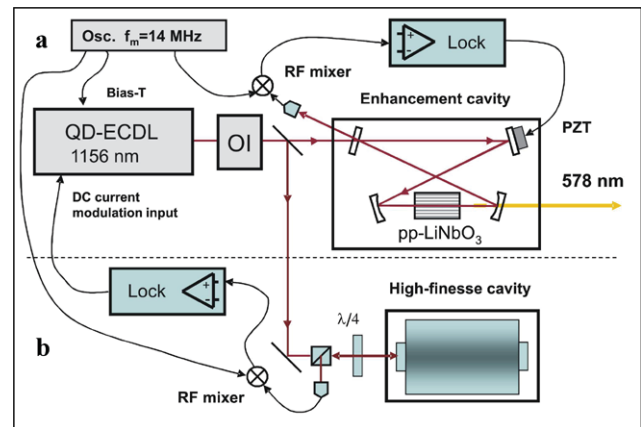 a
Osc. fm=14 MHz
Lock
RF mixer
Bias-T
Enhancement cavity
QD-ECDL
1156 nm
OI
PZT
578 nm
DC current
modulation input
pp-LiNbO3
Lock
High-finesse cavity
λ/4
b
RF mixer